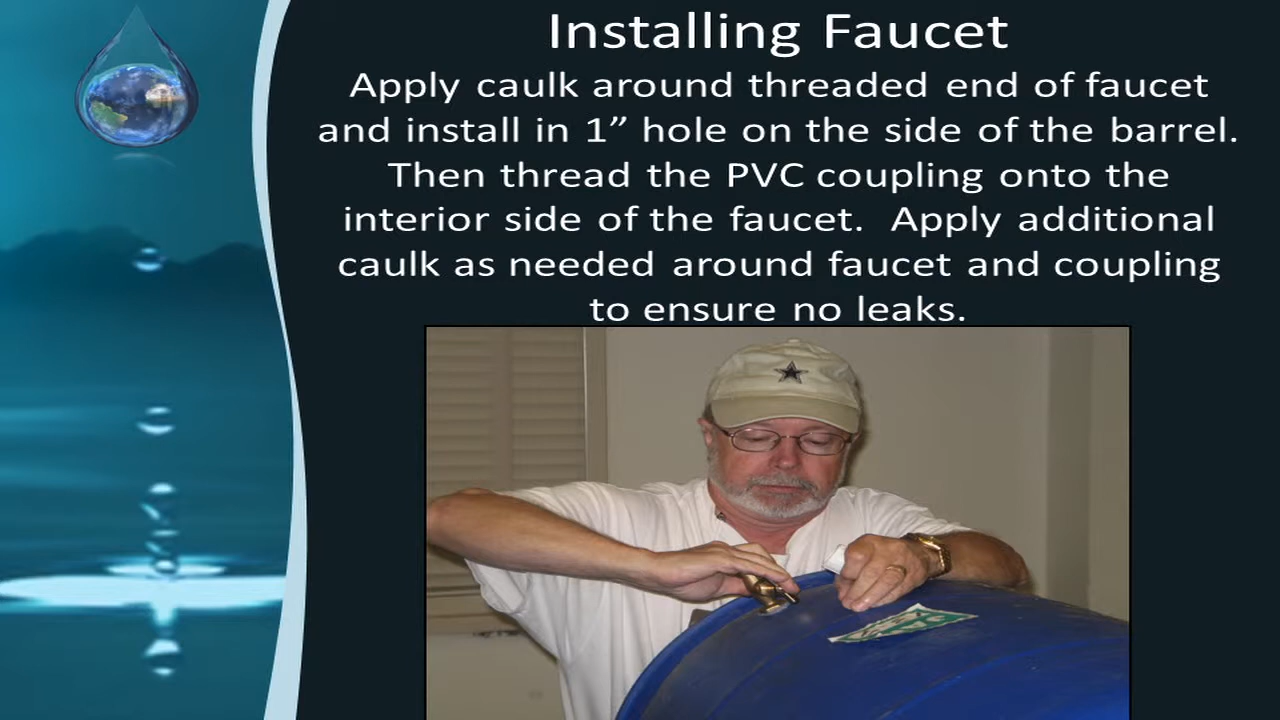 Installing Faucet
Apply caulk around threaded end of faucet
and install in 1” hole on the side of the barrel.
Then thread the PVC coupling onto the
interior side of the faucet.  Apply additional
caulk as needed around faucet and coupling
to ensure no leaks.